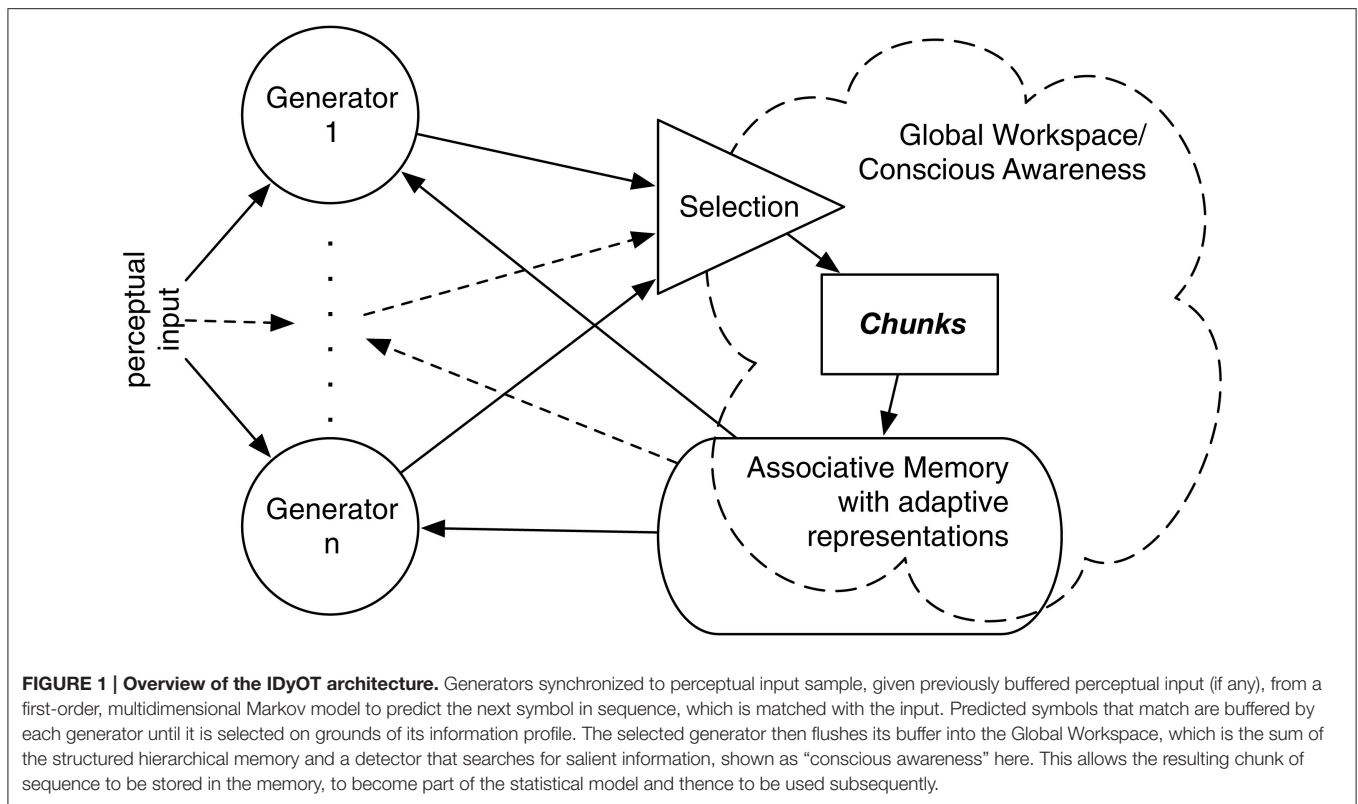 Generator
1
Global Workspace/
Conscious Awareness
Selection
perceptual
input
Chunks
Generator
n
Associative Memory
with adaptive
representations
FIGURE 1 | Overview of the IDyOT architecture. Generators synchronized to perceptual input sample, given previously buffered perceptual input (if any), from a
first-order, multidimensional Markov model to predict the next symbol in sequence, which is matched with the input. Predicted symbols that match are buffered by
each generator until it is selected on grounds of its information profile. The selected generator then flushes its buffer into the Global Workspace, which is the sum of
the structured hierarchical memory and a detector that searches for salient information, shown as “conscious awareness” here. This allows the resulting chunk of
sequence to be stored in the memory, to become part of the statistical model and thence to be used subsequently.